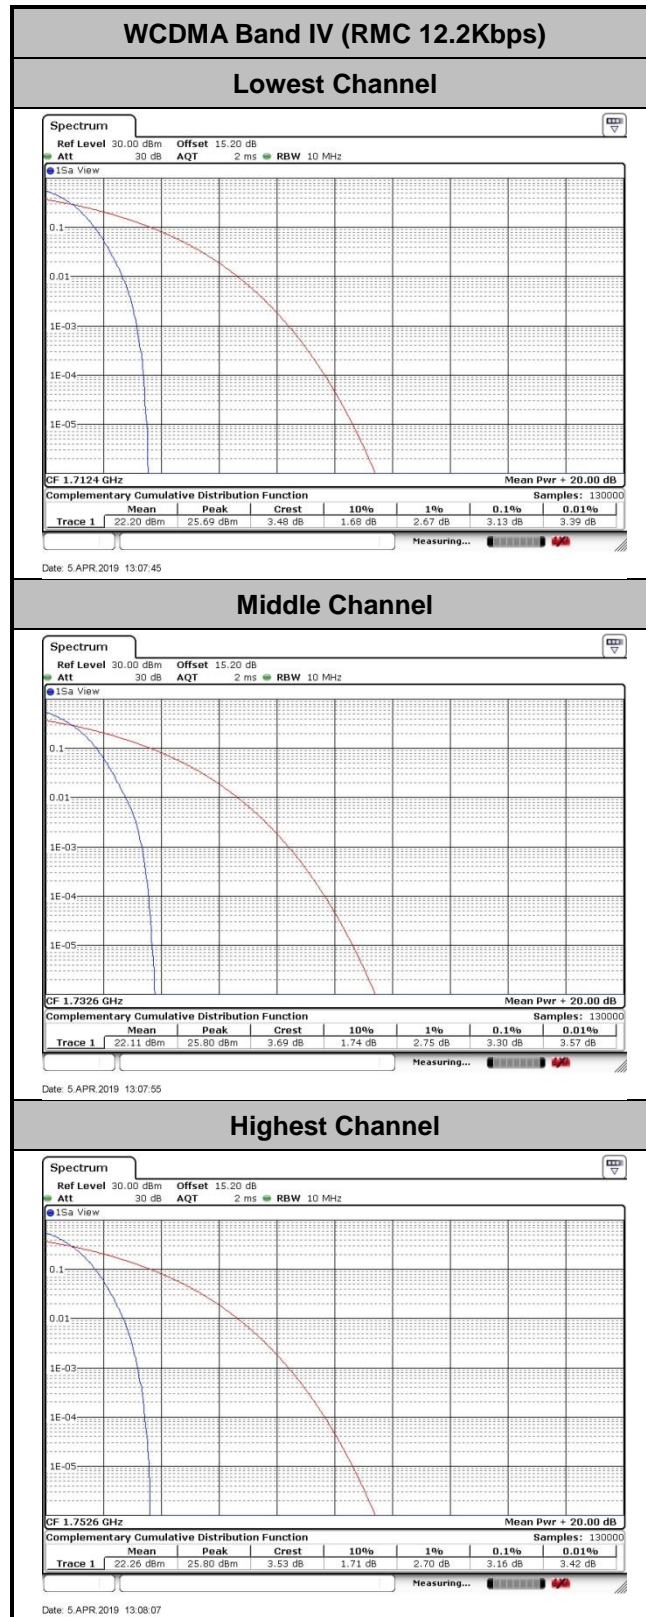 WCDMA Band IV (RMC 12.2Kbps)
Lowest Channel
Spectrum
Ref Level 30.00 dBm Offset 15.20 dB
Att 30 dB AQT 2 ms RBW 10 MHz
1Sa View
0.1
0.01
1E-03
1E-04
1E-05
CF 1.7124 GHz Mean Pwr + 20.00 dB
Complementary Cumulative Distribution Function Samples: 130000
Mean Peak Crest 10% 1% 0.1% 0.01%
Trace 1 22.20 dBm 25.69 dBm 3.48 dB 1.68 dB 2.67 dB 3.13 dB 3.39 dB
Measuring...
Date: 5.APR.2019 13:07:45
Middle Channel
Spectrum
Ref Level 30.00 dBm Offset 15.20 dB
Att 30 dB AQT 2 ms RBW 10 MHz
1Sa View
0.1
0.01
1E-03
1E-04
1E-05
CF 1.7326 GHz Mean Pwr + 20.00 dB
Complementary Cumulative Distribution Function Samples: 130000
Mean Peak Crest 10% 1% 0.1% 0.01%
Trace 1 22.11 dBm 25.80 dBm 3.69 dB 1.74 dB 2.75 dB 3.30 dB 3.57 dB
Measuring...
Date: 5.APR.2019 13:07:55
Highest Channel
Spectrum
Ref Level 30.00 dBm Offset 15.20 dB
Att 30 dB AQT 2 ms RBW 10 MHz
1Sa View
0.1
0.01
1E-03
1E-04
1E-05
CF 1.7526 GHz Mean Pwr + 20.00 dB
Complementary Cumulative Distribution Function Samples: 130000
Mean Peak Crest 10% 1% 0.1% 0.01%
Trace 1 22.26 dBm 25.80 dBm 3.53 dB 1.71 dB 2.70 dB 3.16 dB 3.42 dB
Measuring...
Date: 5.APR.2019 13:08:07